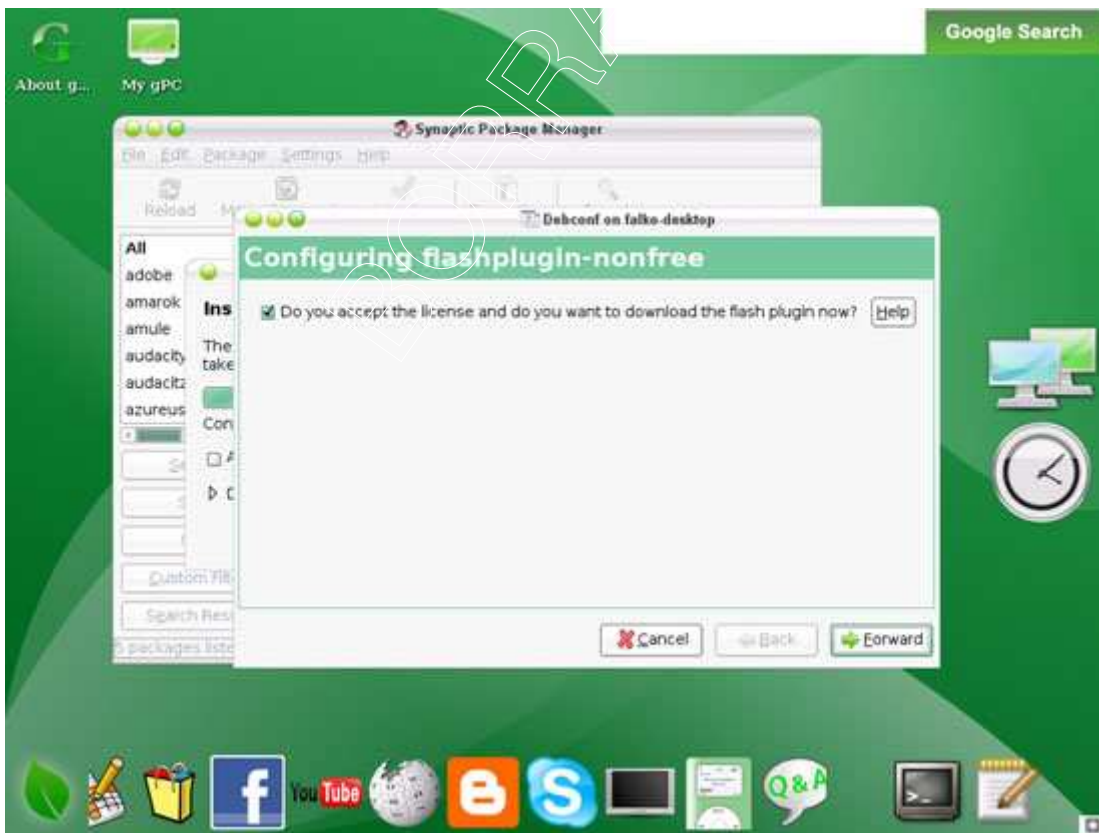 Google Search
About g...
My gPC
Synaptic Package Manager
File Edit Package Settings Help
Reload
Debconf on falko-desktop
All
adobe
amarok
amule
audacity
audacitz
azureus
Configuring flashplugin-nonfree
Ins
The
take
Con
Do you accept the license and do you want to download the flash plugin now?
Help
Custom Filt
Search Res
5 packages liste
Cancel
Back
Forward
f
You Tube
B
S
Q & A
>_